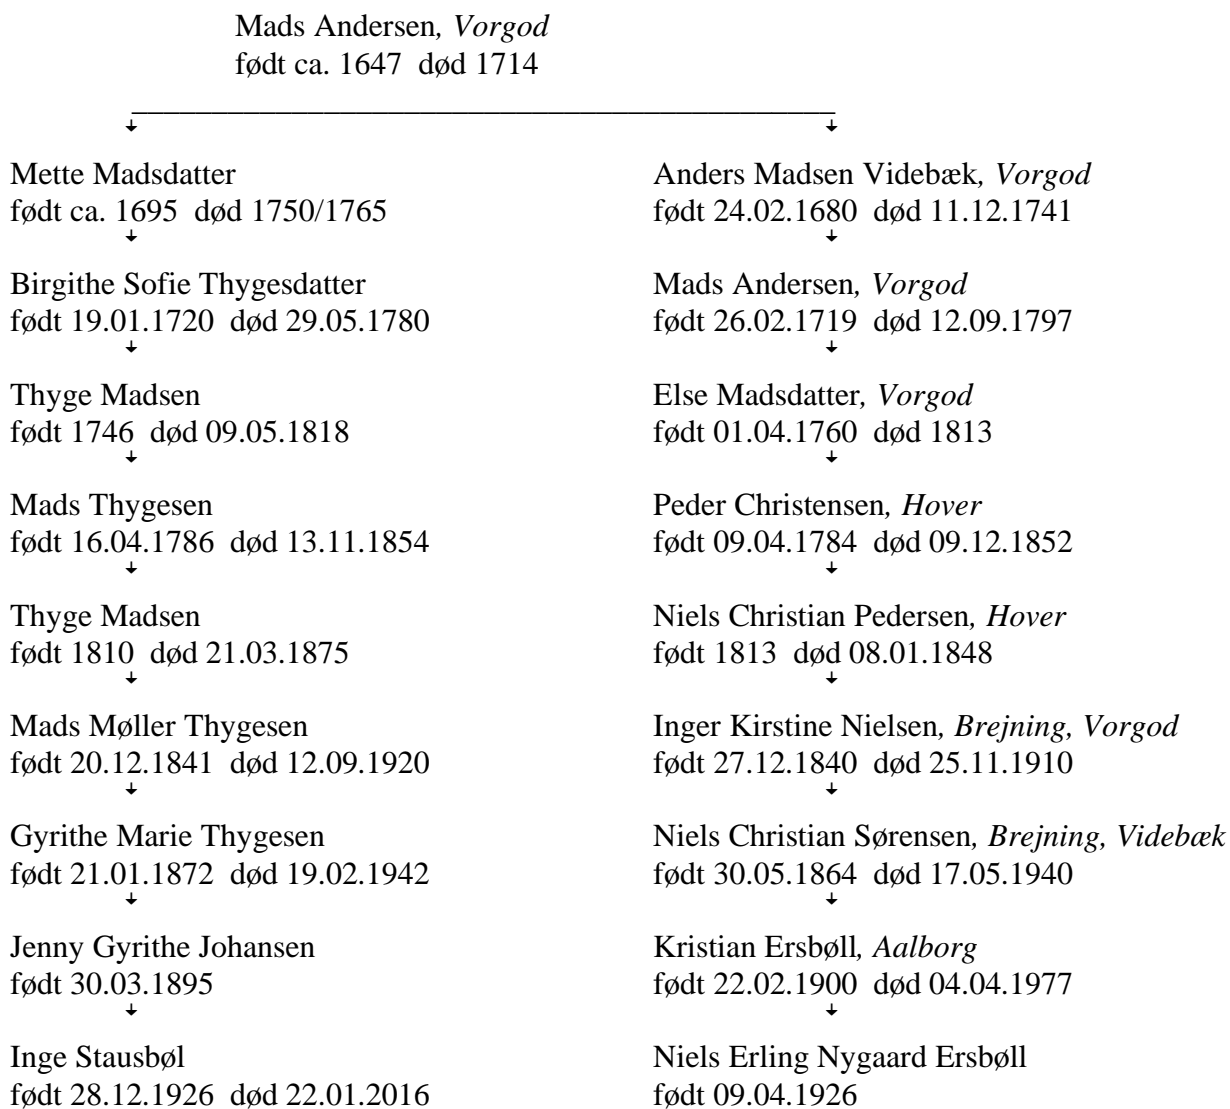 Mads Andersen, Vorgod
født ca. 1647  død 1714
Mette Madsdatter
født ca. 1695  død 1750/1765
Anders Madsen Videbæk, Vorgod
født 24.02.1680  død 11.12.1741
Birgithe Sofie Thygesdatter
født 19.01.1720  død 29.05.1780
Mads Andersen, Vorgod
født 26.02.1719  død 12.09.1797
Thyge Madsen
født 1746  død 09.05.1818
Else Madsdatter, Vorgod
født 01.04.1760  død 1813
Mads Thygesen
født 16.04.1786  død 13.11.1854
Peder Christensen, Hover
født 09.04.1784  død 09.12.1852
Thyge Madsen
født 1810  død 21.03.1875
Niels Christian Pedersen, Hover
født 1813  død 08.01.1848
Mads Møller Thygesen
født 20.12.1841  død 12.09.1920
Inger Kirstine Nielsen, Brejning, Vorgod
født 27.12.1840  død 25.11.1910
Gyrithe Marie Thygesen
født 21.01.1872  død 19.02.1942
Niels Christian Sørensen, Brejning, Videbæk
født 30.05.1864  død 17.05.1940
Jenny Gyrithe Johansen
født 30.03.1895
Kristian Ersbøll, Aalborg
født 22.02.1900  død 04.04.1977
Inge Stausbøl
født 28.12.1926  død 22.01.2016
Niels Erling Nygaard Ersbøll
født 09.04.1926